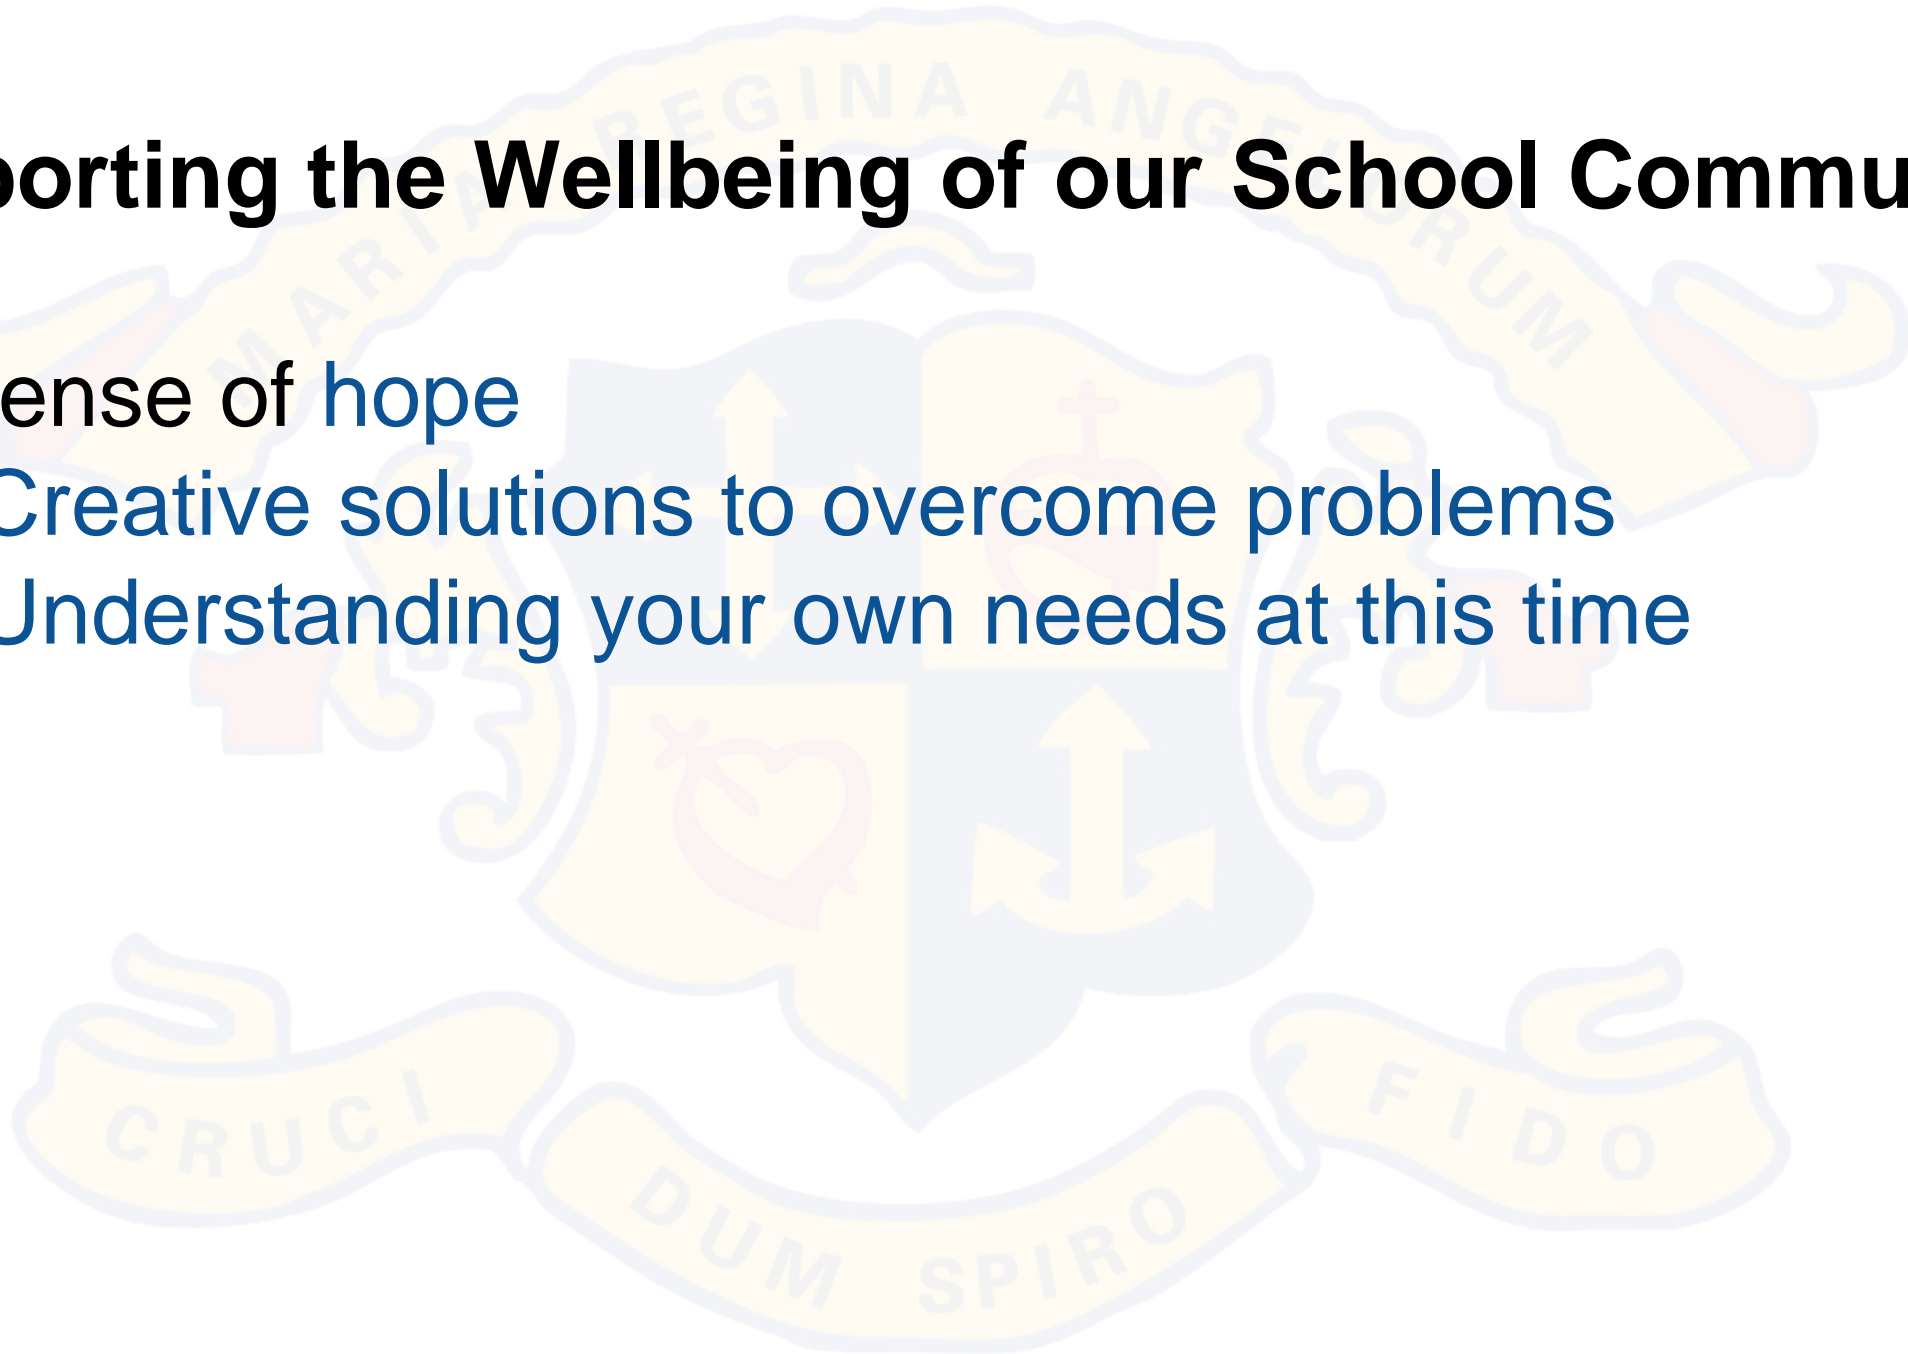 MARIA REGINA ANGELORUM
porting the Wellbeing of our School Commu
ense of hope
Creative solutions to overcome problems
Understanding your own needs at this time
CRUCI DUM SPIRO FIDO